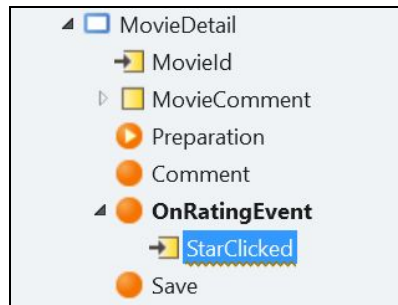 MovieDetail
MovieId
MovieComment
Preparation
Comment
OnRatingEvent
StarClicked
Save